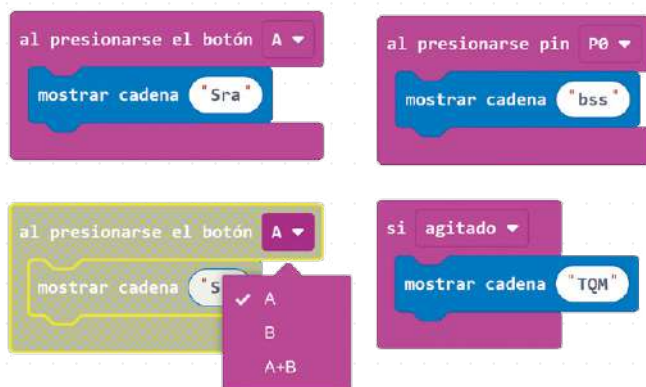 al presionarse el botón A
mostrar cadena "Sra"
al presionarse pin P0
mostrar cadena "bss"
al presionarse el botón A
mostrar cadena "S
✓ A
B
A+B
si agitado
mostrar cadena "TQM"